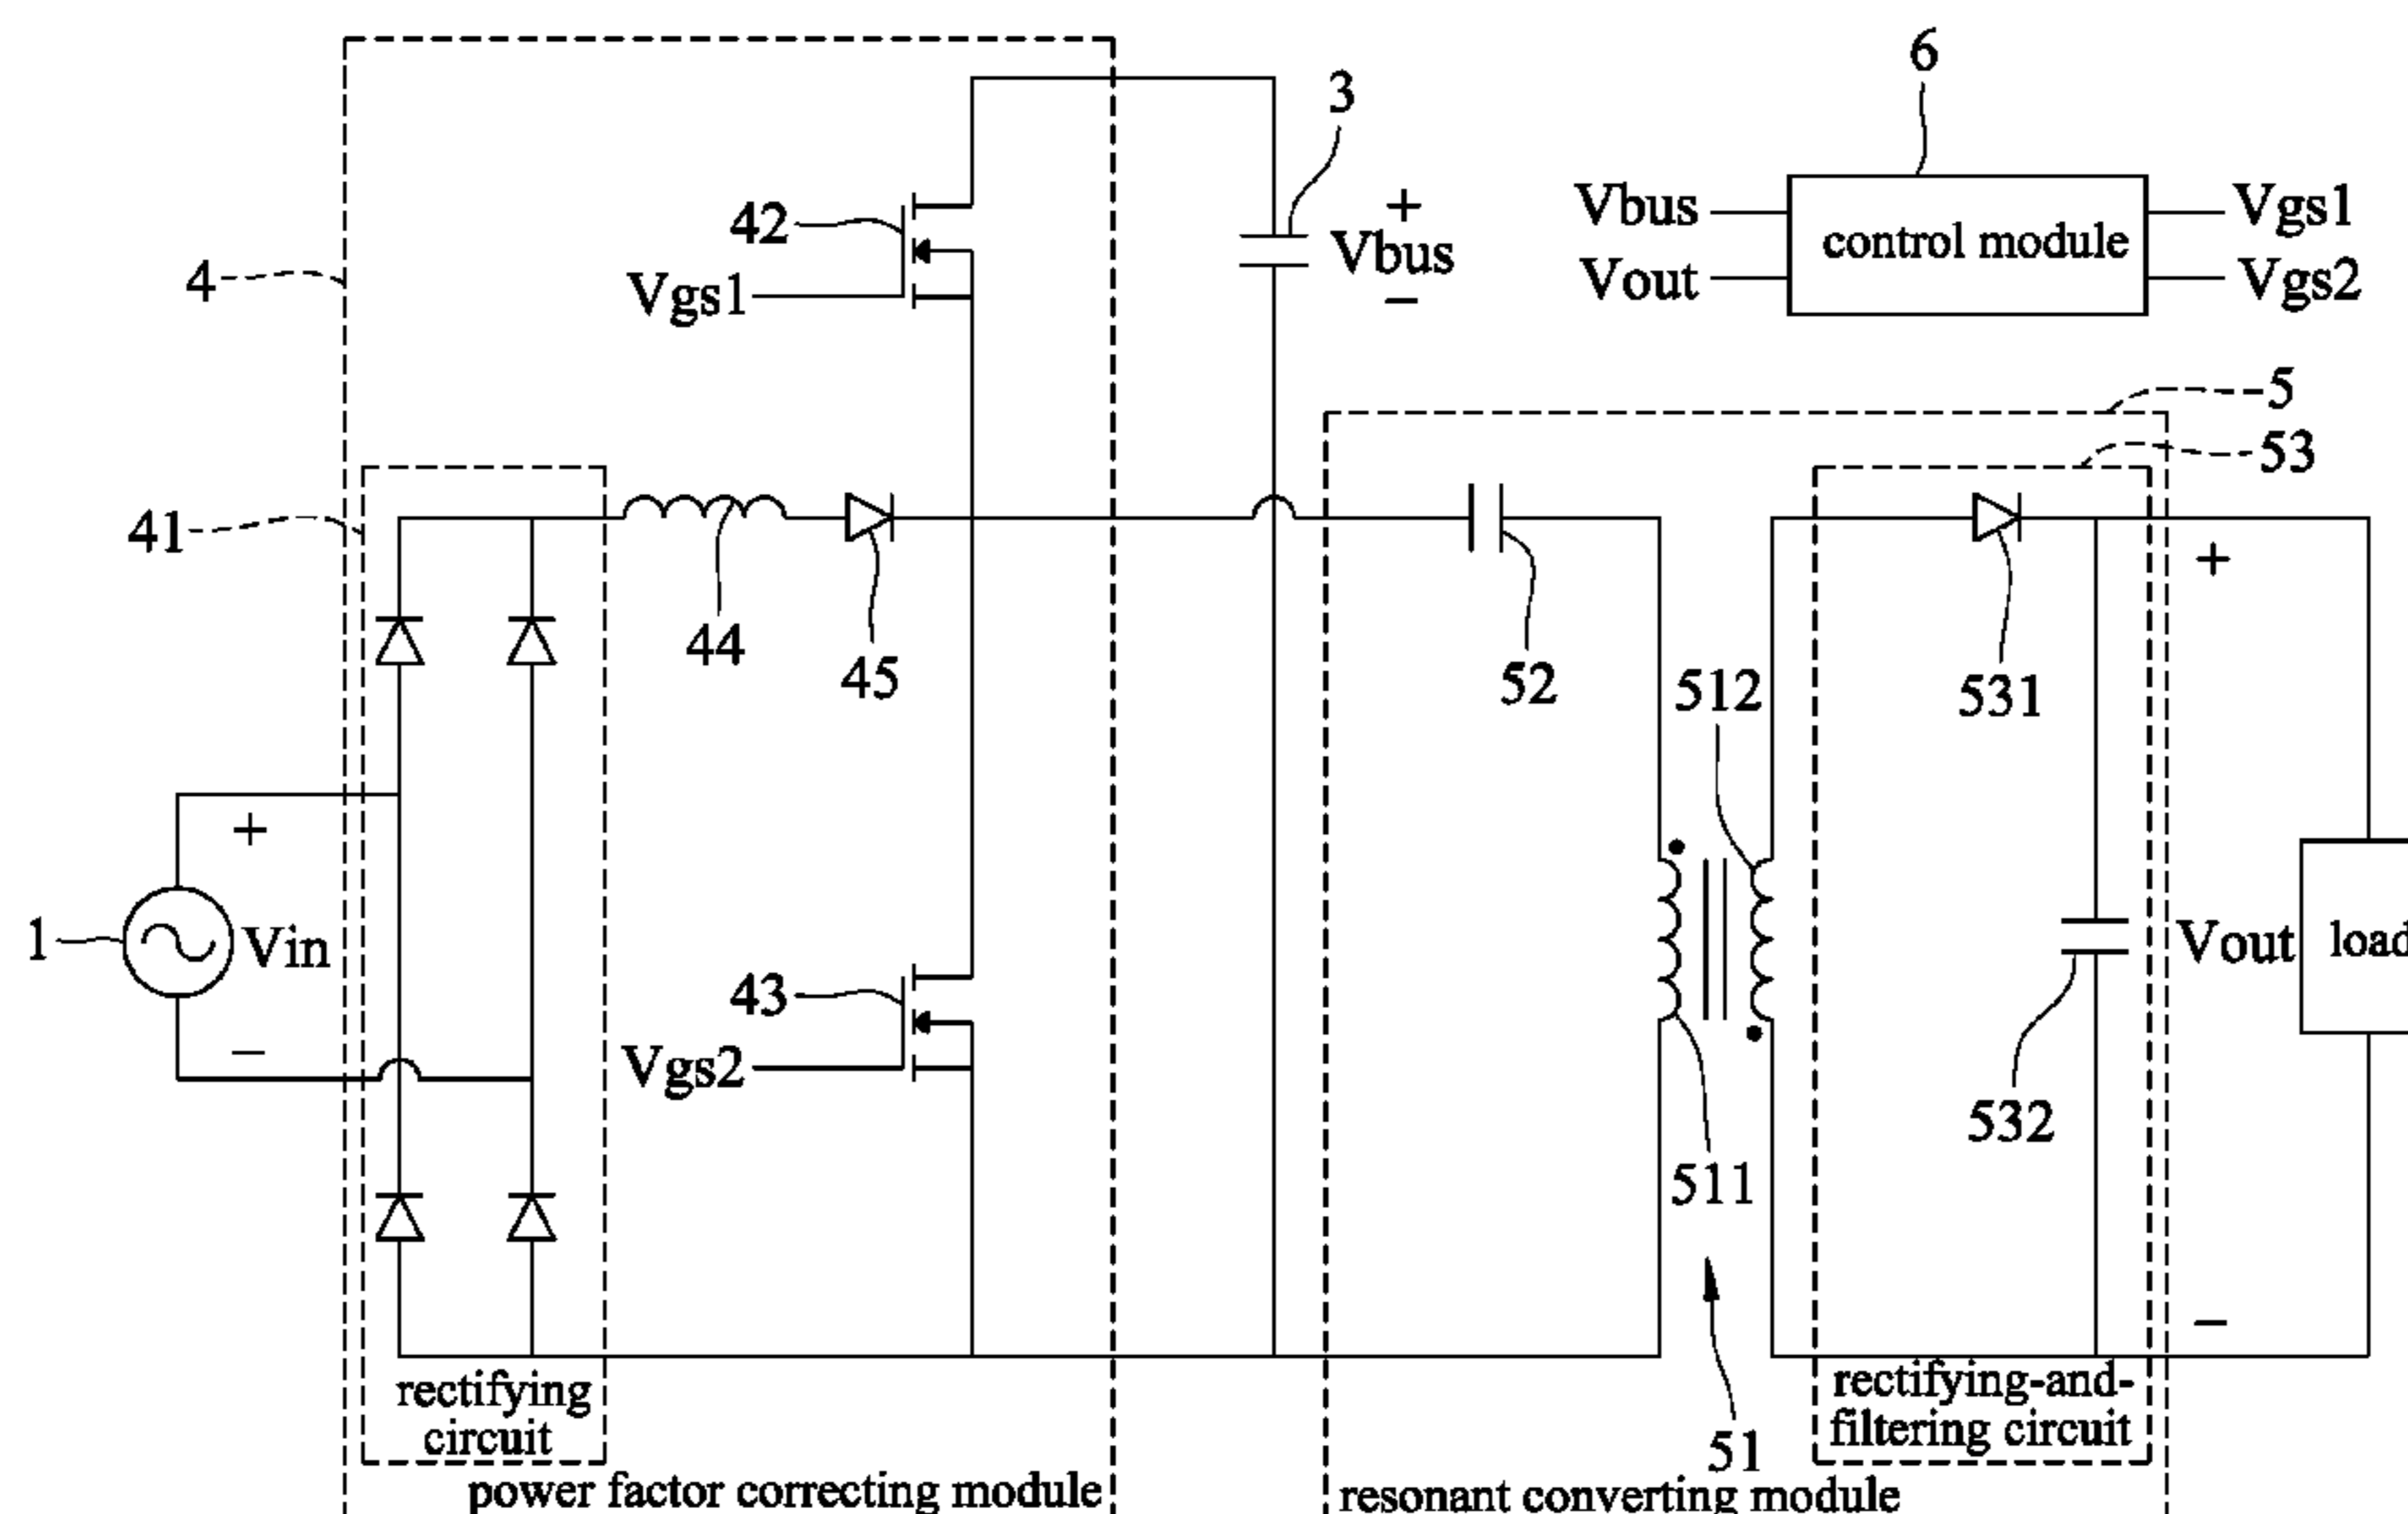 6
3
Vbus
Vgs1
control module
Vout
Vgs2
+
Vbus
−
42
4
Vgs1
5
53
41
44
45
52
512
531
+
+
1
Vin
−
43
Vgs2
Vout
load
532
511
−
rectifying
circuit
rectifying-and-
filtering circuit
51
power factor correcting module
resonant converting module